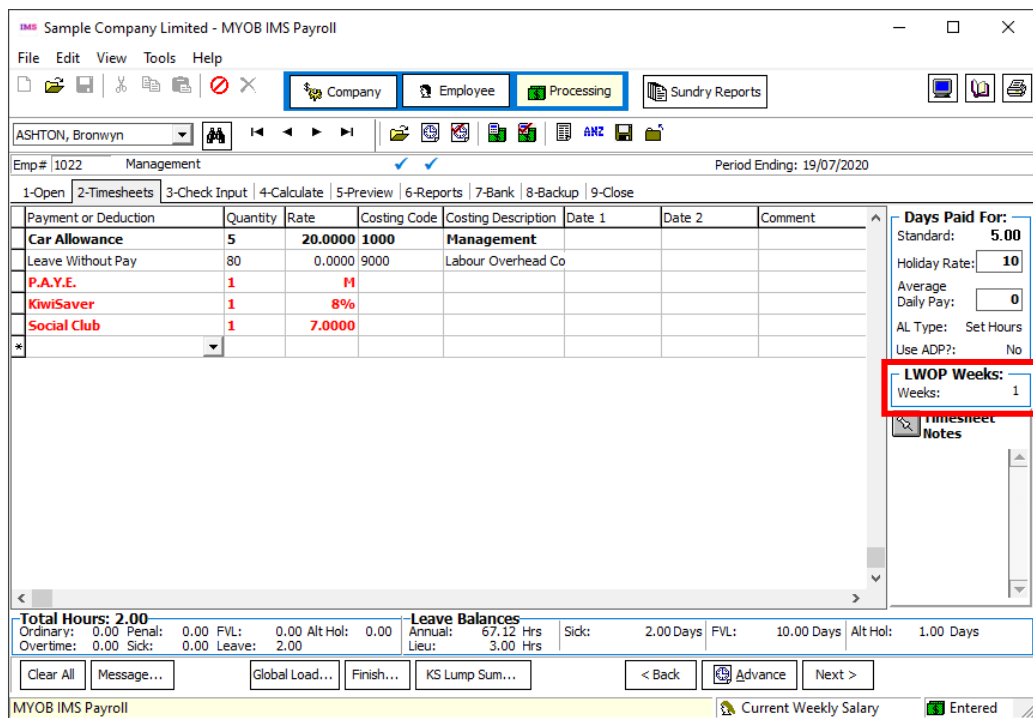 IMS Sample Company Limited - MYOB IMS Payroll
File Edit View Tools Help
Company Employee Processing Sundry Reports
ASHTON, Bronwyn ANZ
Emp# 1022 Management Period Ending: 19/07/2020
1-Open 2-Timesheets 3-Check Input 4-Calculate 5-Preview 6-Reports 7-Bank 8-Backup 9-Close
Payment or Deduction Quantity Rate Costing Code Costing Description Date 1 Date 2 Comment
Car Allowance 5 20.0000 1000 Management
Leave Without Pay 80 0.0000 9000 Labour Overhead Co
P.A.Y.E. 1 M
KiwiSaver 1 8%
Social Club 1 7.0000
*
Days Paid For:
Standard: 5.00
Holiday Rate: 10
Average
Daily Pay: 0
AL Type: Set Hours
Use ADP?: No
LWOP Weeks:
Weeks: 1
Timesheet
Notes
Total Hours: 2.00 Leave Balances
Ordinary: 0.00 Penal: 0.00 FVL: 0.00 Alt Hol: 0.00 Annual: 67.12 Hrs Sick: 2.00 Days FVL: 10.00 Days Alt Hol: 1.00 Days
Overtime: 0.00 Sick: 0.00 Leave: 2.00 Lieu: 3.00 Hrs
Clear All Message... Global Load... Finish... KS Lump Sum... < Back Advance Next >
MYOB IMS Payroll Current Weekly Salary Entered